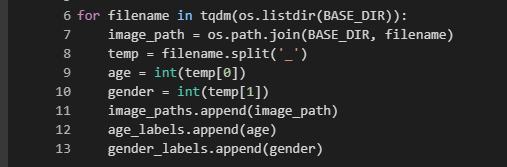 6 for filename in tqdm(os.listdir(BASE_DIR)):
7     image_path = os.path.join(BASE_DIR, filename)
8     temp = filename.split('_')
9     age = int(temp[0])
10     gender = int(temp[1])
11     image_paths.append(image_path)
12     age_labels.append(age)
13     gender_labels.append(gender)